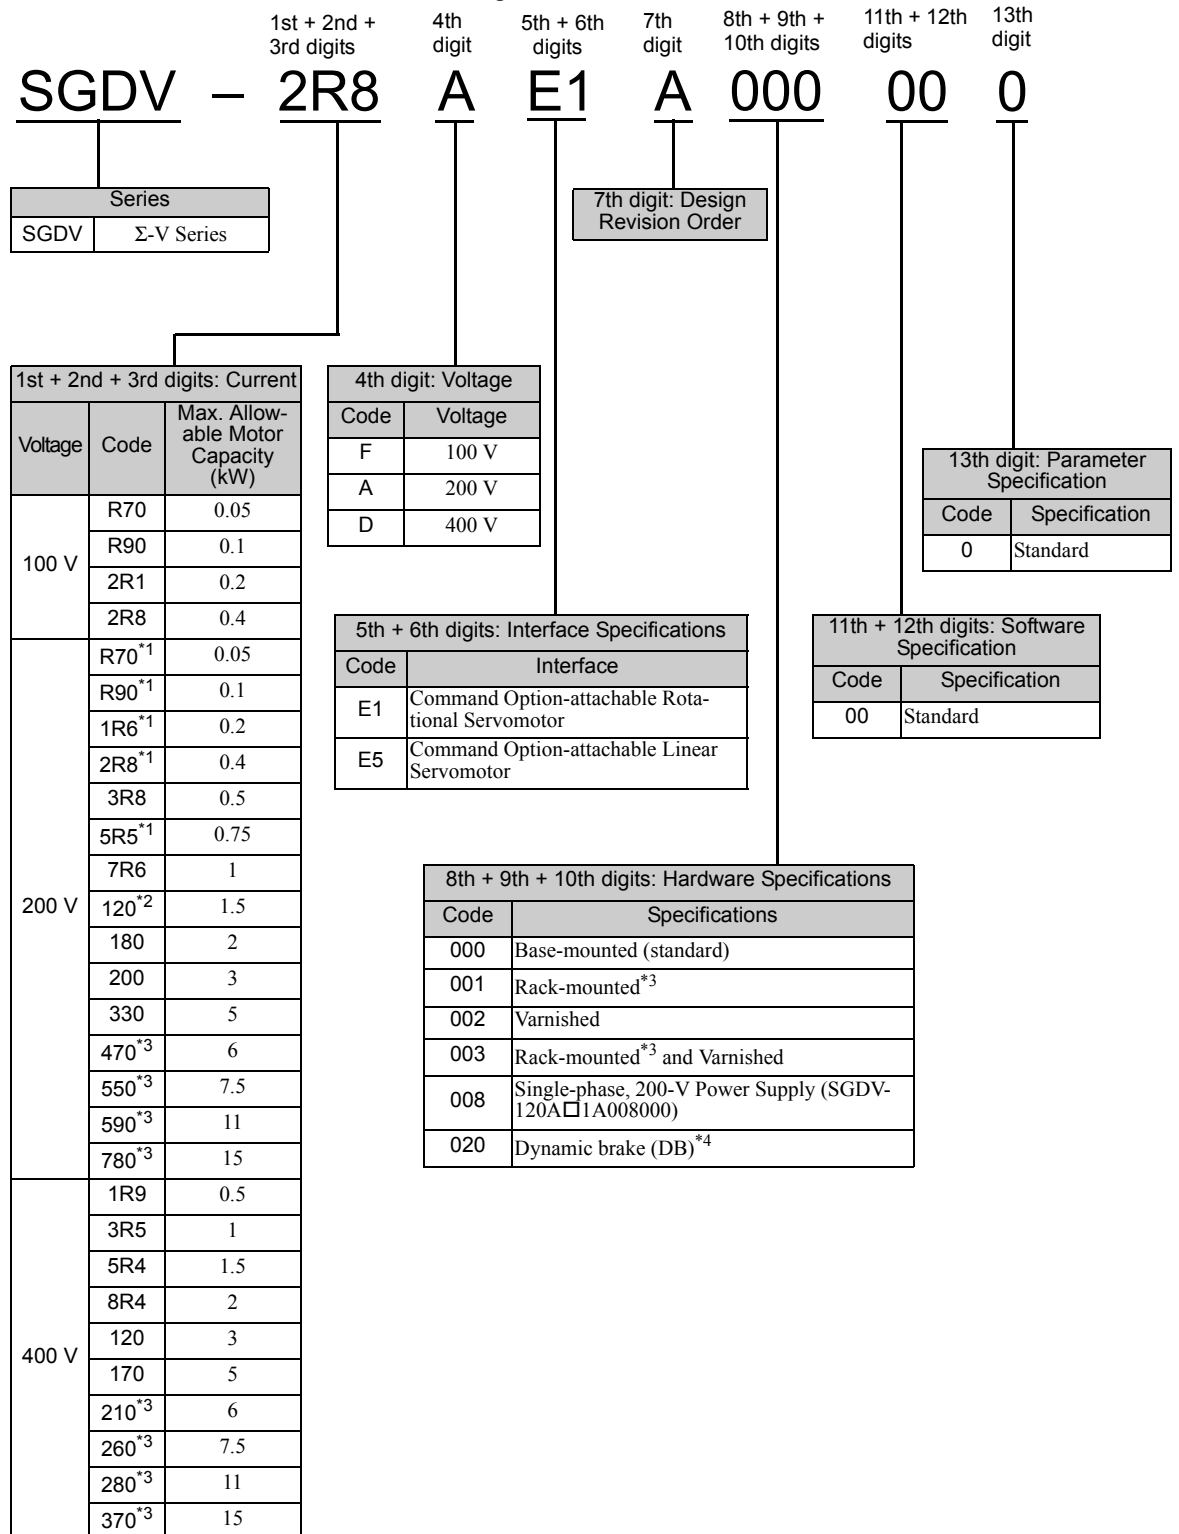 1st + 2nd +
3rd digits
4th
digit
5th + 6th
digits
7th
digit
8th + 9th +
10th digits
11th + 12th
digits
13th
digit
SGDV – 2R8 A E1 A 000 00 0
Series
SGDV Σ-V Series
7th digit: Design
Revision Order
1st + 2nd + 3rd digits: Current
Voltage Code Max. Allow-
able Motor
Capacity
(kW)
100 V
R70 0.05
R90 0.1
2R1 0.2
2R8 0.4
200 V
R70*1 0.05
R90*1 0.1
1R6*1 0.2
2R8*1 0.4
3R8 0.5
5R5*1 0.75
7R6 1
120*2 1.5
180 2
200 3
330 5
470*3 6
550*3 7.5
590*3 11
780*3 15
400 V
1R9 0.5
3R5 1
5R4 1.5
8R4 2
120 3
170 5
210*3 6
260*3 7.5
280*3 11
370*3 15
4th digit: Voltage
Code Voltage
F 100 V
A 200 V
D 400 V
13th digit: Parameter
Specification
Code Specification
0 Standard
5th + 6th digits: Interface Specifications
Code Interface
E1 Command Option-attachable Rota-
tional Servomotor
E5 Command Option-attachable Linear
Servomotor
11th + 12th digits: Software
Specification
Code Specification
00 Standard
8th + 9th + 10th digits: Hardware Specifications
Code Specifications
000 Base-mounted (standard)
001 Rack-mounted*3
002 Varnished
003 Rack-mounted*3 and Varnished
008 Single-phase, 200-V Power Supply (SGDV-
120A□1A008000)
020 Dynamic brake (DB)*4